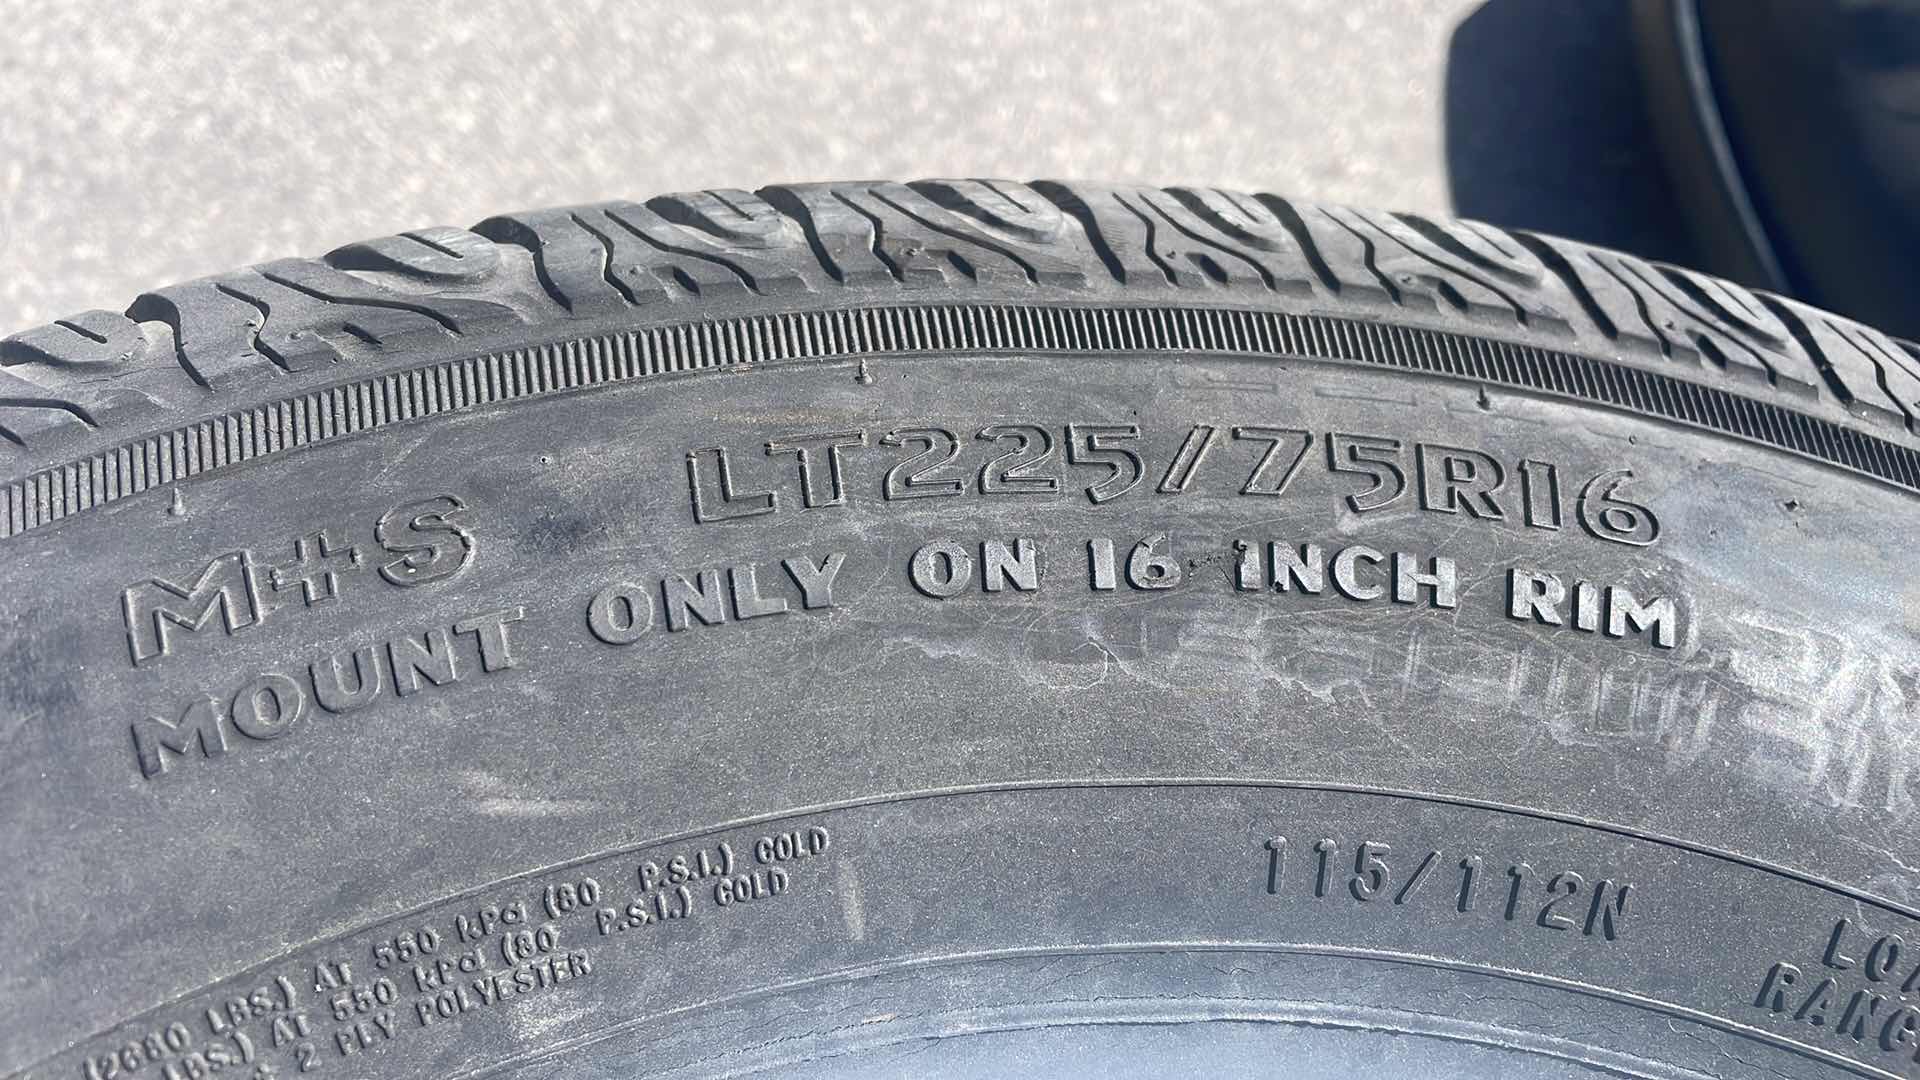 LT225/75R16
M+S
MOUNT ONLY ON 16 INCH RIM
115/112N
(2680 LBS.) AT 550 kPa (80 P.S.I.) COLD
LBS.) AT 550 kPa (80 P.S.I.) COLD
2 PLY POLYESTER